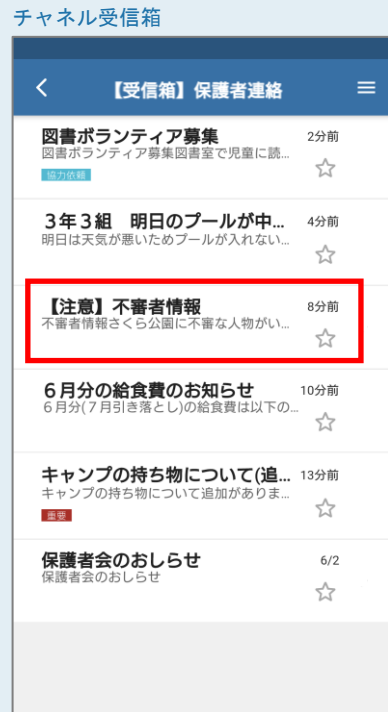 チャネル受信箱
【受信箱】保護者連絡
図書ボランティア募集 2分前
図書ボランティア募集図書室で児童に読...
協力依頼
３年３組　明日のプールが中... 4分前
明日は天気が悪いためプールが入れない...
【注意】不審者情報 8分前
不審者情報さくら公園に不審な人物がい...
６月分の給食費のお知らせ 10分前
６月分(７月引き落とし)の給食費は以下の...
キャンプの持ち物について(追... 13分前
キャンプの持ち物について追加がありま...
重要
保護者会のおしらせ 6/2
保護者会のおしらせ